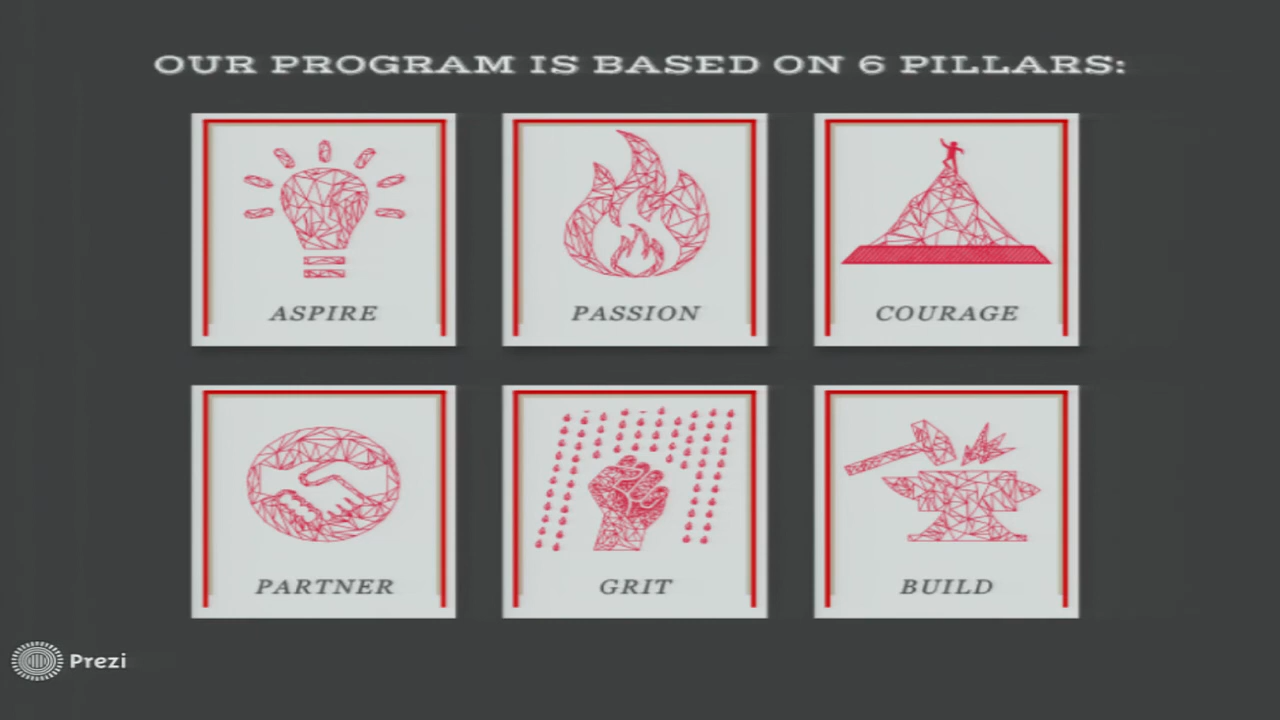 OUR PROGRAM IS BASED ON 6 PILLARS:
ASPIRE
PASSION
COURAGE
PARTNER
GRIT
BUILD
Prezi